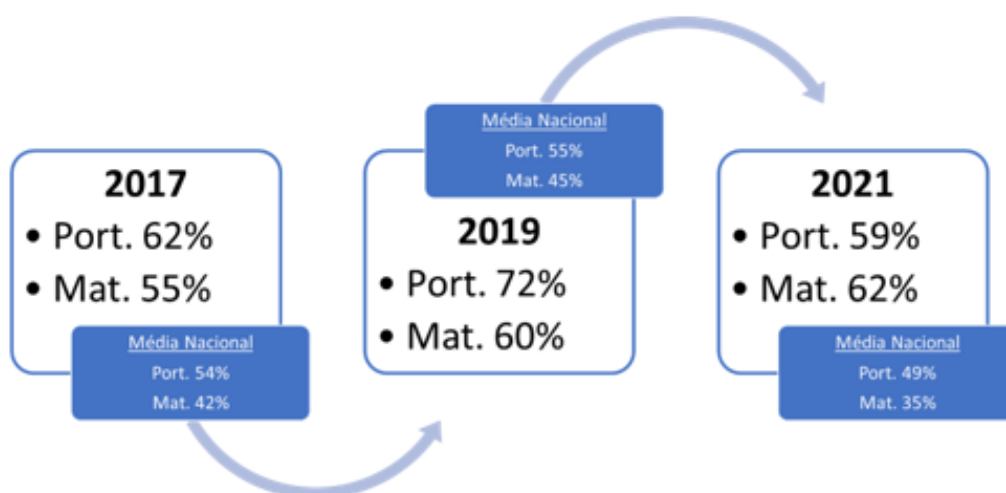 2017
• Port. 62%
• Mat. 55%
Média Nacional
Port. 54%
Mat. 42%
Média Nacional
Port. 55%
Mat. 45%
2019
• Port. 72%
• Mat. 60%
2021
• Port. 59%
• Mat. 62%
Média Nacional
Port. 49%
Mat. 35%